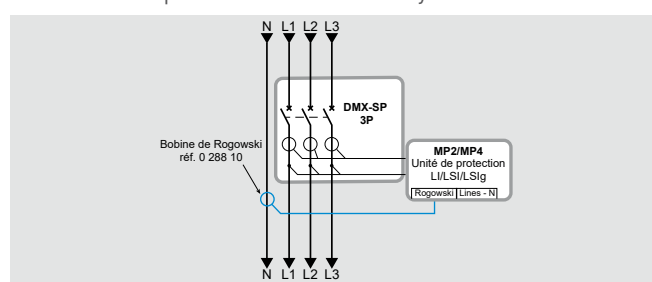 N L1 L2 L3
DMX-SP
3P
Bobine de Rogowski
réf. 0 288 10
MP2/MP4
Unité de protection
LI/LSI/LSIg
Rogowski Lines - N
N L1 L2 L3